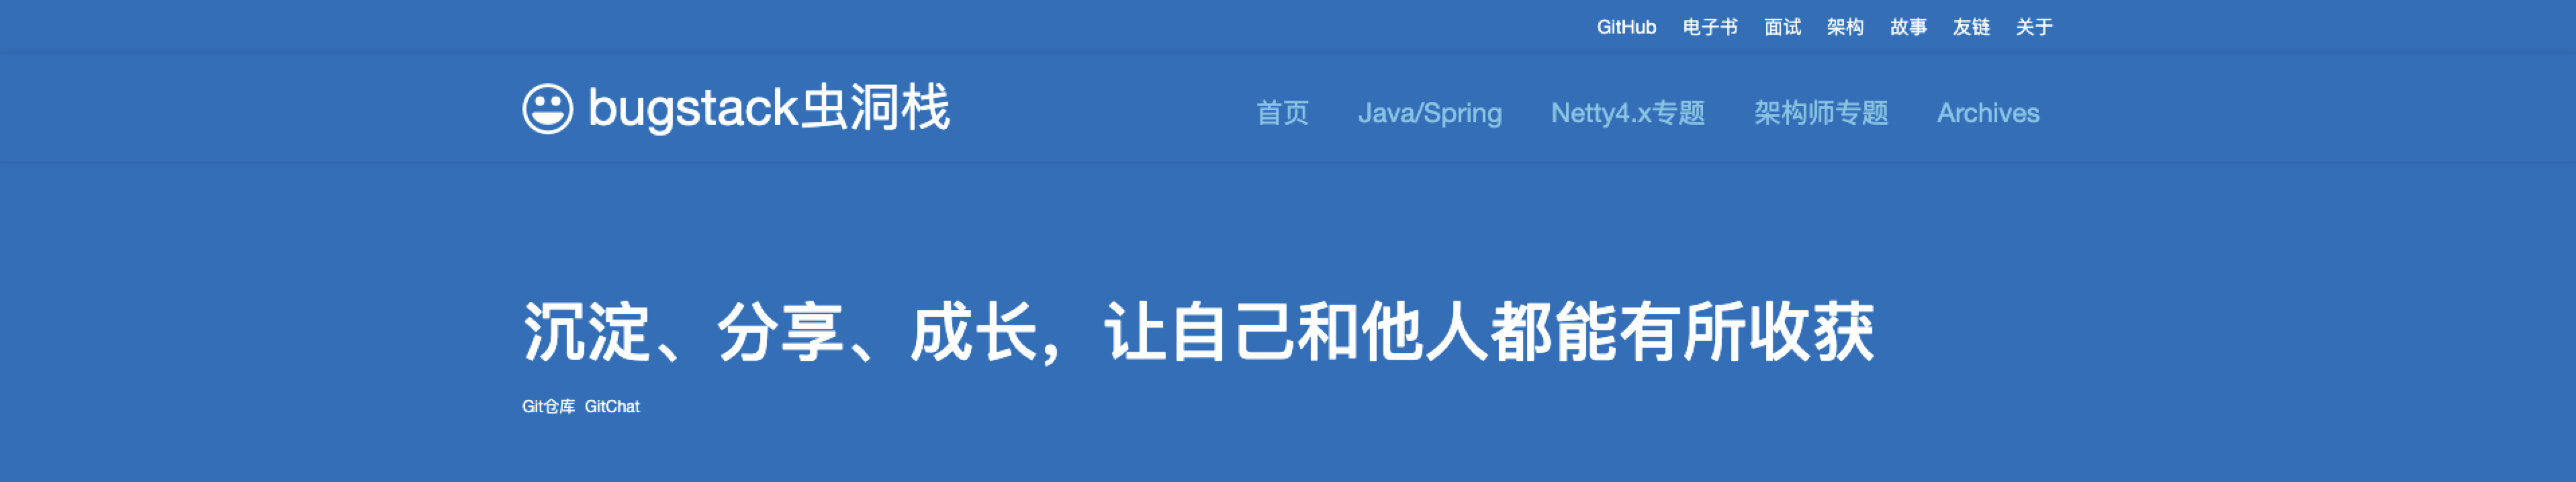 GitHub 电子书 面试 架构 故事 友链 关于
bugstack虫洞栈 首页 Java/Spring Netty4.x专题 架构师专题 Archives
沉淀、分享、成长，让自己和他人都能有所收获
Git仓库 GitChat